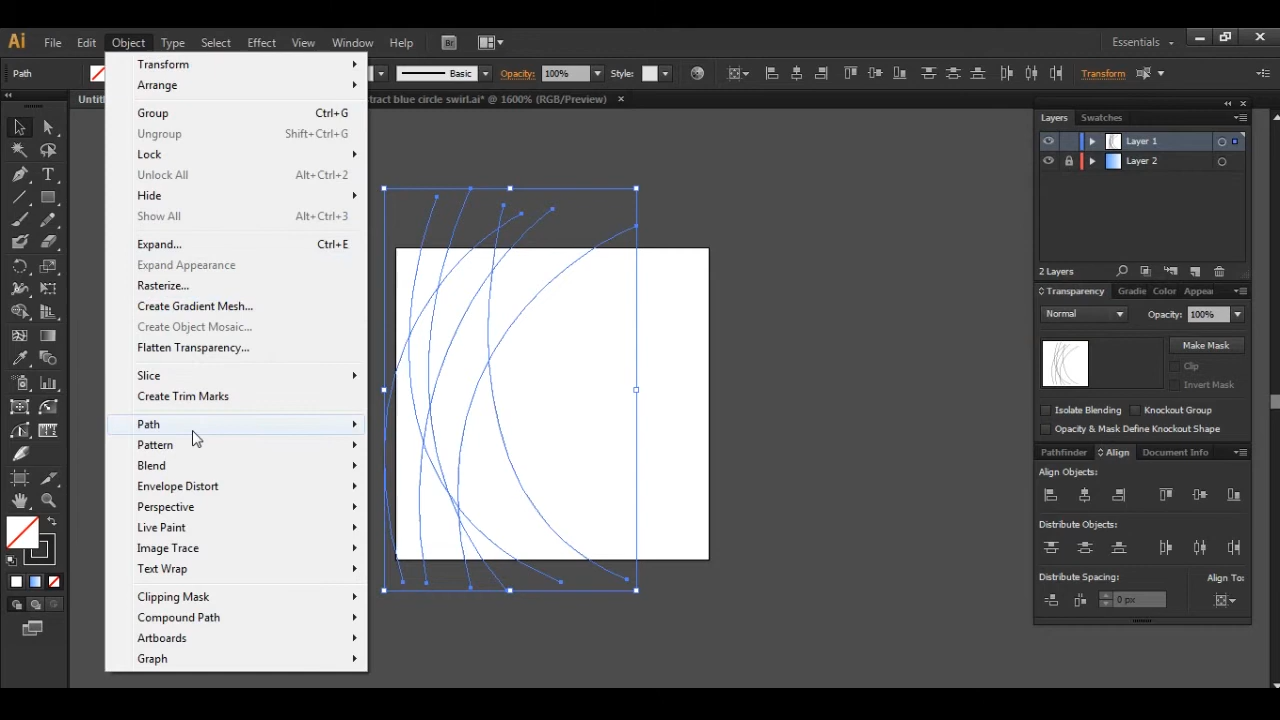 Ai File Edit Object Type Select Effect View Window Help Br Essentials
Path Basic Opacity: 100% Style: Transform
tract blue circle swirl.ai* @ 1600% (RGB/Preview) ×
Transform
Arrange
Group Ctrl+G
Ungroup Shift+Ctrl+G
Lock
Unlock All Alt+Ctrl+2
Hide
Show All Alt+Ctrl+3
Expand... Ctrl+E
Expand Appearance
Rasterize...
Create Gradient Mesh...
Create Object Mosaic...
Flatten Transparency...
Slice
Create Trim Marks
Path
Pattern
Blend
Envelope Distort
Perspective
Live Paint
Image Trace
Text Wrap
Clipping Mask
Compound Path
Artboards
Graph
Layers Swatches
Layer 1
Layer 2
2 Layers
Transparency Gradie Color Appear
Normal Opacity: 100%
Make Mask
Clip
Invert Mask
Isolate Blending Knockout Group
Opacity & Mask Define Knockout Shape
Pathfinder Align Document Info
Align Objects:
Distribute Objects:
Distribute Spacing: Align To:
0 px